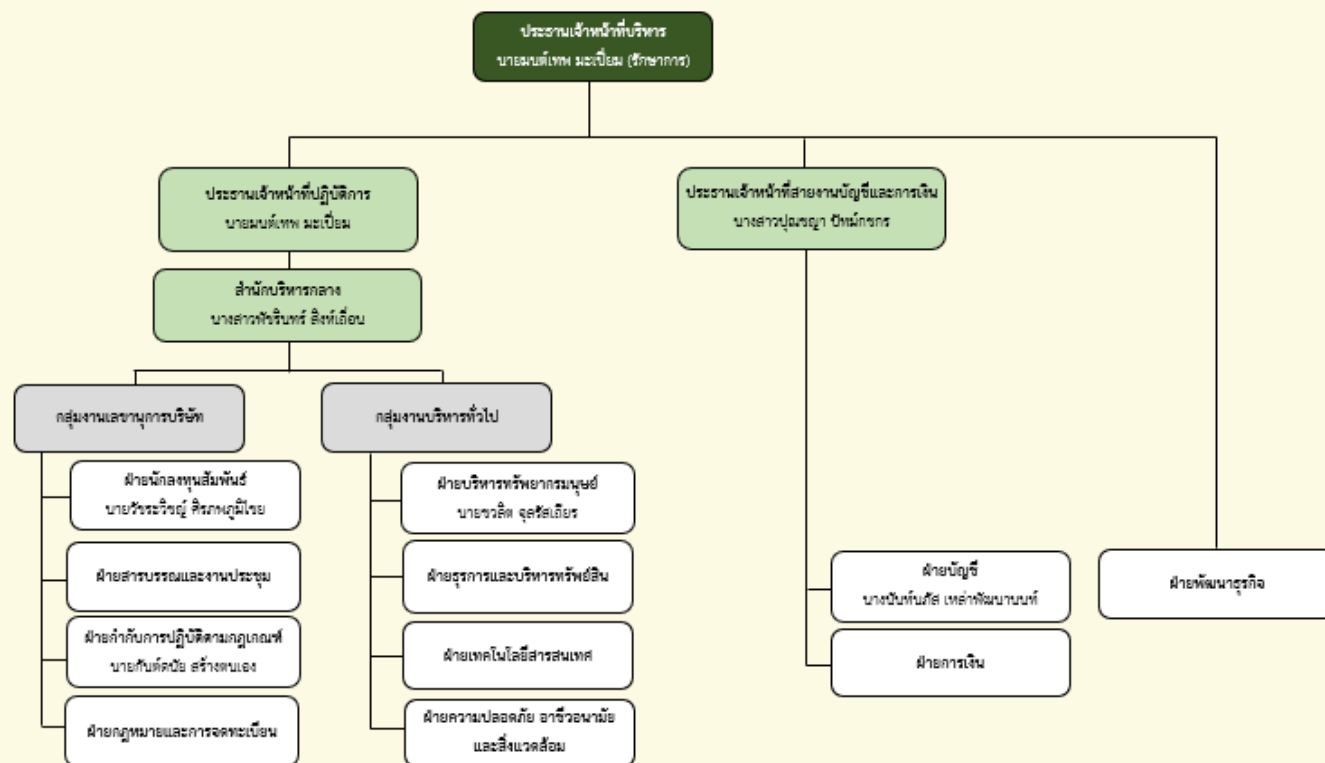 ประธานเจ้าหน้าที่บริหาร
นายมนต์เทพ มะเปี่ยม (รักษาการ)
ประธานเจ้าหน้าที่ปฏิบัติการ
นายมนต์เทพ มะเปี่ยม
ประธานเจ้าหน้าที่สายงานบัญชีและการเงิน
นางสาวปุณชญา ปัทม์กชกร
สำนักบริหารกลาง
นางสาวพัชรินทร์ สิงห์เถื่อน
กลุ่มงานเลขานุการบริษัท
กลุ่มงานบริหารทั่วไป
ฝ่ายนักลงทุนสัมพันธ์
นายวัชระวิชญ์ ศิรภพภูมิไชย
ฝ่ายสารบรรณและงานประชุม
ฝ่ายกำกับการปฏิบัติตามกฎเกณฑ์
นายกันต์ดนัย สร้างตนเอง
ฝ่ายกฎหมายและการจดทะเบียน
ฝ่ายบริหารทรัพยากรมนุษย์
นายชวลิต จุลรัสเถียร
ฝ่ายธุรการและบริหารทรัพย์สิน
ฝ่ายเทคโนโลยีสารสนเทศ
ฝ่ายความปลอดภัย อาชีวอนามัย
และสิ่งแวดล้อม
ฝ่ายบัญชี
นางนันท์นภัส เหล่าพัฒนานนท์
ฝ่ายการเงิน
ฝ่ายพัฒนาธุรกิจ